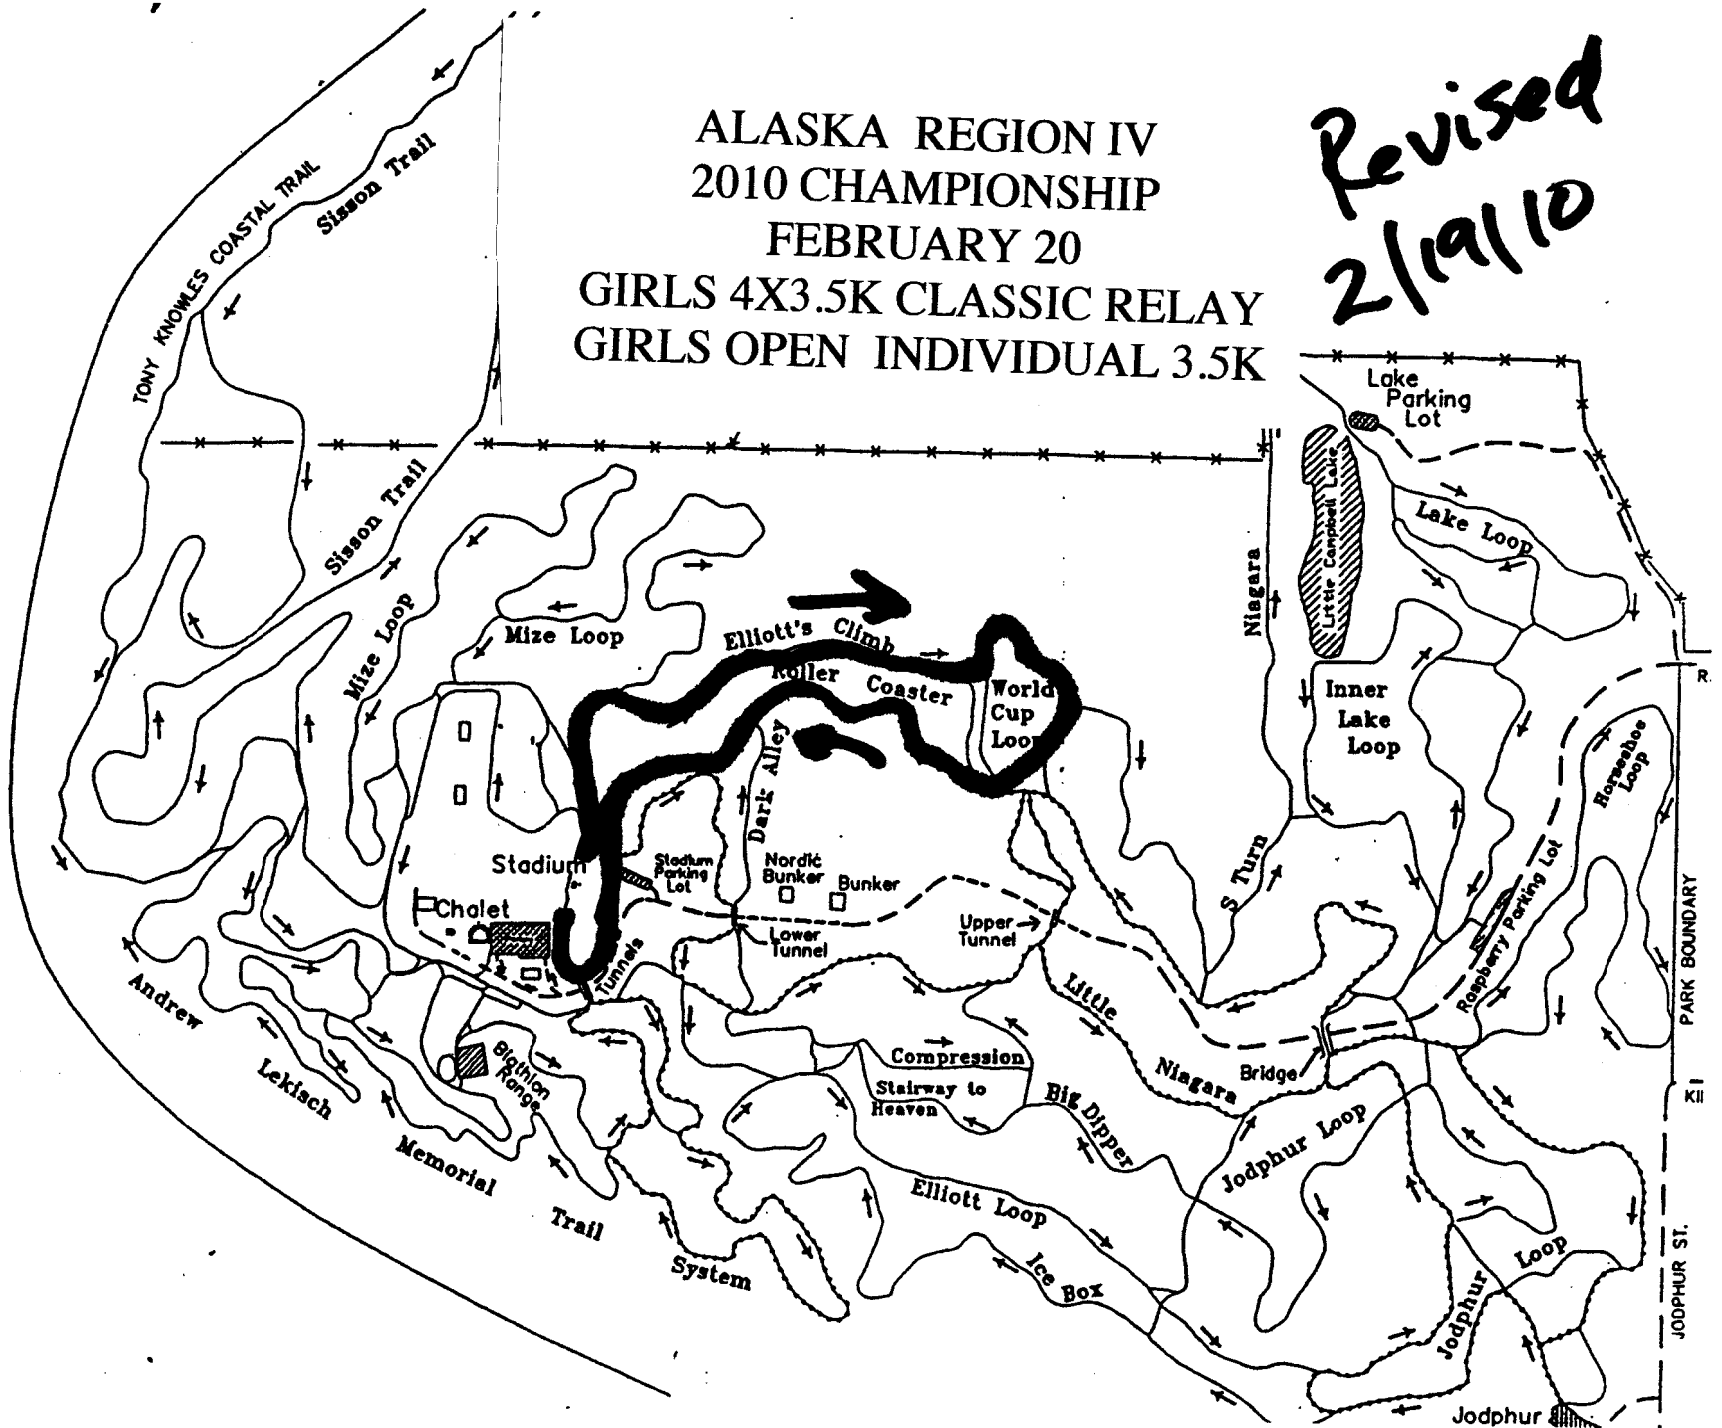 ALASKA REGION IV
2010 CHAMPIONSHIP
FEBRUARY 20
GIRLS 4X3.5K CLASSIC RELAY
GIRLS OPEN INDIVIDUAL 3.5K
Revised
2/19/10
TONY KNOWLES COASTAL TRAIL
Sisson Trail
Sisson Trail
Mize Loop
Mize Loop
Elliott's Climb
Roller Coaster
World
Cup
Loop
Niagara
Little Campbell Lake
Lake
Parking
Lot
Lake Loop
Inner
Lake
Loop
R.
Horseshoe
Loop
Dark Alley
Stadium
Stadium
Parking
Lot
Nordic
Bunker
Bunker
S Turn
Raspberry Parking Lot
PARK BOUNDARY
Chalet
Lower
Tunnel
Upper
Tunnel
Tunnels
Andrew
Lekisch
Memorial
Trail
System
Biathlon
Range
Little
Niagara
Compression
Stairway to
Heaven
Big Dipper
Bridge
KII
Jodphur Loop
Elliott Loop
Ice Box
Jodphur
Loop
JODPHUR ST.
Jodphur